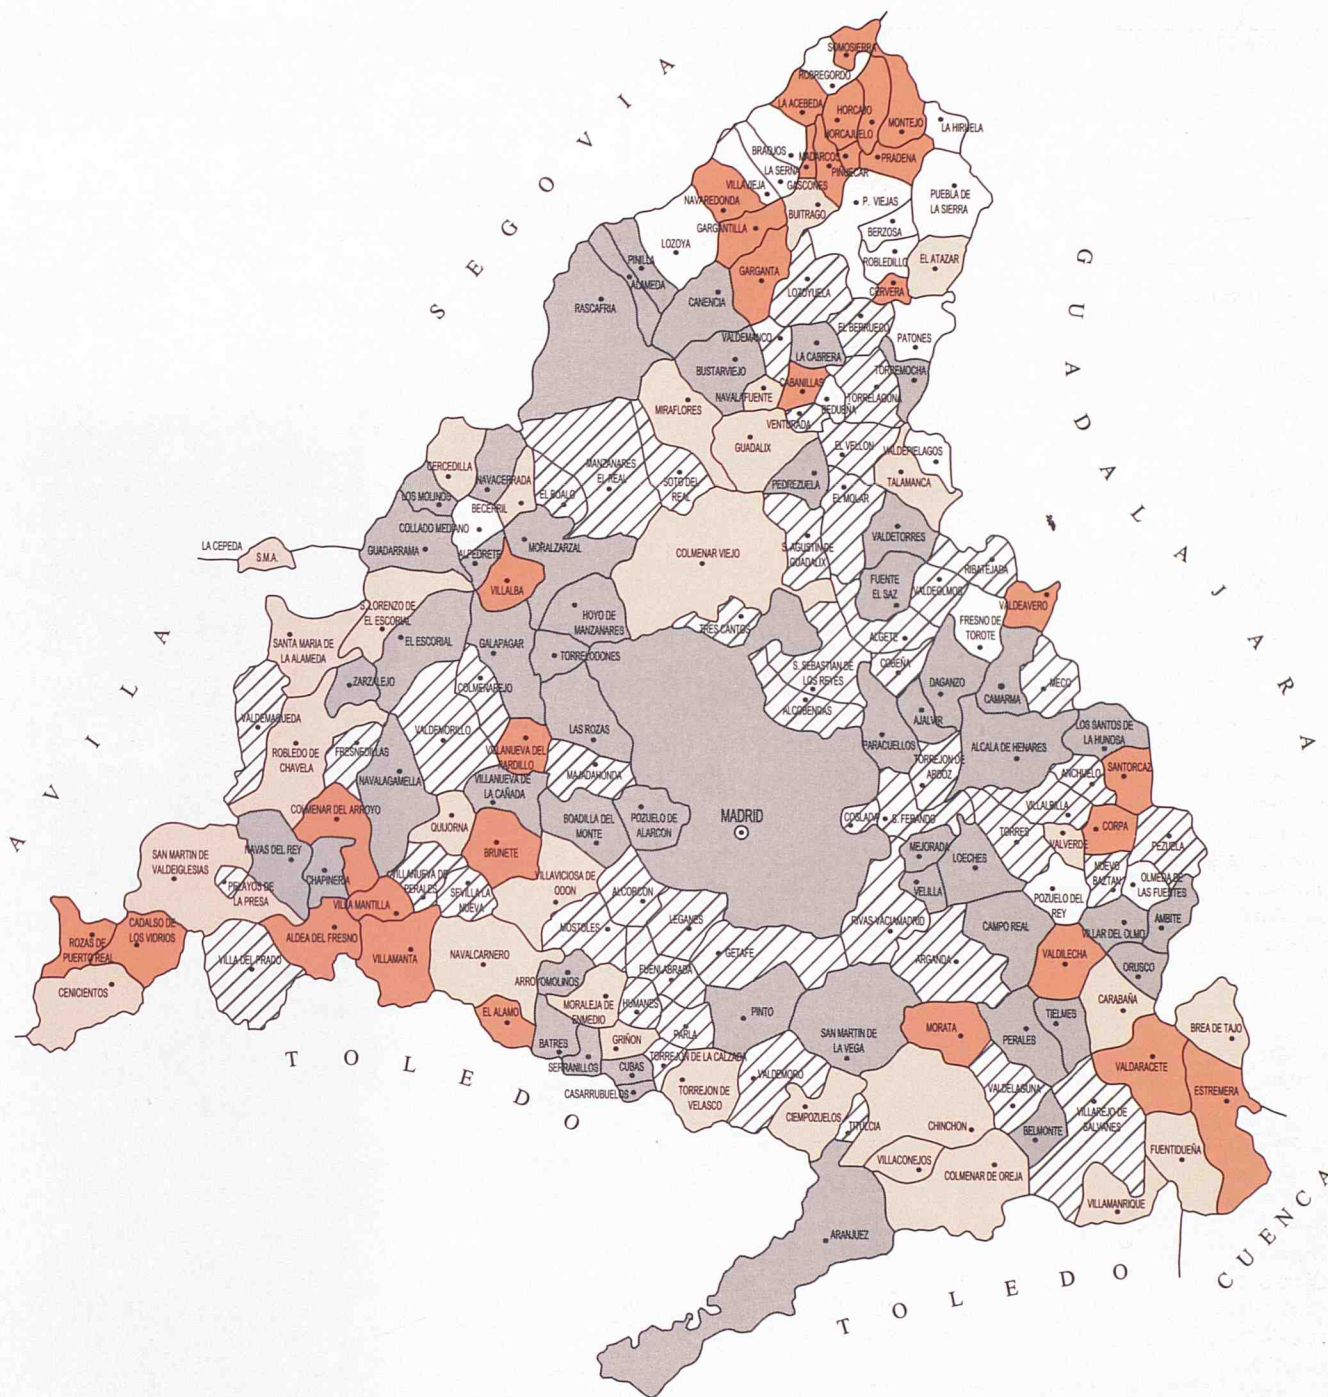 SOMOSIERRA
ROBREGORDO
LA ACEBEDA
HORCAJO
HORCAJUELO
MONTEJO
LA HIRUELA
BRAOJOS
MADARCOS
PRADENA
LA SERNA
PIÑUECAR
VILLAVIEJA
GASCONES
PUEBLA DE
LA SIERRA
NAVAREDONDA
BUITRAGO
P. VIEJAS
GARGANTILLA
BERZOSA
LOZOYA
ROBLEDILLO
EL ATAZAR
PINILLA
GARGANTA
ALAMEDA
CERVERA
LOZOYUELA
RASCAFRIA
CANENCIA
EL BERRUECO
VALDEMANCO
PATONES
LA CABRERA
BUSTARVIEJO
TORREMOCHA
CABANILLAS
NAVALAFUENTE
REDUEÑA
TORRELAGUNA
MIRAFLORES
VENTURADA
GUADALIX
EL VELLON
VALDEPIELAGOS
CERCEDILLA
NAVACERRADA
MANZANARES
EL REAL
SOTO DEL
REAL
PEDREZUELA
TALAMANCA
LOS MOLINOS
EL BOALO
EL MOLAR
BECERRIL
COLLADO MEDIANO
VALDETORRES
LA CEPEDA
S.M.A.
GUADARRAMA
ALPEDRETE
MORALZARZAL
COLMENAR VIEJO
S. AGUSTIN DE
GUADALIX
RIBATEJADA
VILLALBA
FUENTE
EL SAZ
VALDEOLMOS
VALDEAVERO
S. LORENZO DE
EL ESCORIAL
HOYO DE
MANZANARES
FRESNO DE
TOROTE
SANTA MARIA DE
LA ALAMEDA
EL ESCORIAL
GALAPAGAR
TRES CANTOS
ALGETE
TORRELODONES
COBEÑA
ZARZALEJO
COLMENAREJO
S. SEBASTIAN DE
LOS REYES
DAGANZO
CAMARMA
MECO
ALCOBENDAS
AJALVIR
VALDEMAQUEDA
VALDEMORILLO
LAS ROZAS
PARACUELLOS
LOS SANTOS DE
LA HUMOSA
ROBLEDO DE
CHAVELA
FRESNEDILLAS
VILLANUEVA DEL
PARDILLO
ALCALA DE HENARES
NAVALAGAMELLA
MAJADAHONDA
TORREJON DE
ARDOZ
SANTORCAZ
VILLANUEVA DE
LA CAÑADA
ANCHUELO
COLMENAR DEL ARROYO
BOADILLA DEL
MONTE
POZUELO DE
ALARCON
MADRID
COSLADA
S. FERANDO
VILLALBILLA
QUIJORNA
TORRES
CORPA
SAN MARTIN DE
VALDEIGLESIAS
NAVAS DEL REY
BRUNETE
MEJORADA
LOECHES
VALVERDE
PEZUELA
CHAPINERIA
VILLANUEVA DE
PERALES
VILLAVICIOSA DE
ODON
NUEVO
BAZTAN
PELAYOS DE
LA PRESA
SEVILLA LA
NUEVA
ALCORCON
VELILLA
OLMEDA DE
LAS FUENTES
VILLA MANTILLA
POZUELO DEL
REY
CADALSO DE
LOS VIDRIOS
LEGANES
RIVAS-VACIAMADRID
AMBITE
ROZAS DE
PUERTO REAL
ALDEA DEL FRESNO
MOSTOLES
CAMPO REAL
VILLAR DEL OLMO
VILLAMANTA
NAVALCARNERO
GETAFE
ARGANDA
VALDILECHA
VILLA DEL PRADO
FUENLABRADA
ORUSCO
CENICIENTOS
ARROYOMOLINOS
MORALEJA DE
ENMEDIO
HUMANES
CARABAÑA
EL ALAMO
PINTO
TIELMES
BREA DE TAJO
PARLA
SAN MARTIN DE
LA VEGA
MORATA
PERALES
BATRES
GRIÑON
SERRANILLOS
TORREJON DE LA CALZADA
VALDARACETE
CUBAS
VALDEMORO
CASARRUBUELOS
TORREJON DE
VELASCO
VALDELAGUNA
ESTREMERA
CIEMPOZUELOS
VILLAREJO DE
SALVANES
TITULCIA
CHINCHON
BELMONTE
VILLACONEJOS
FUENTIDUEÑA
COLMENAR DE OREJA
VILLAMANRIQUE
ARANJUEZ
SEGOVIA
GUADALAJARA
AVILA
TOLEDO
TOLEDO
CUENCA